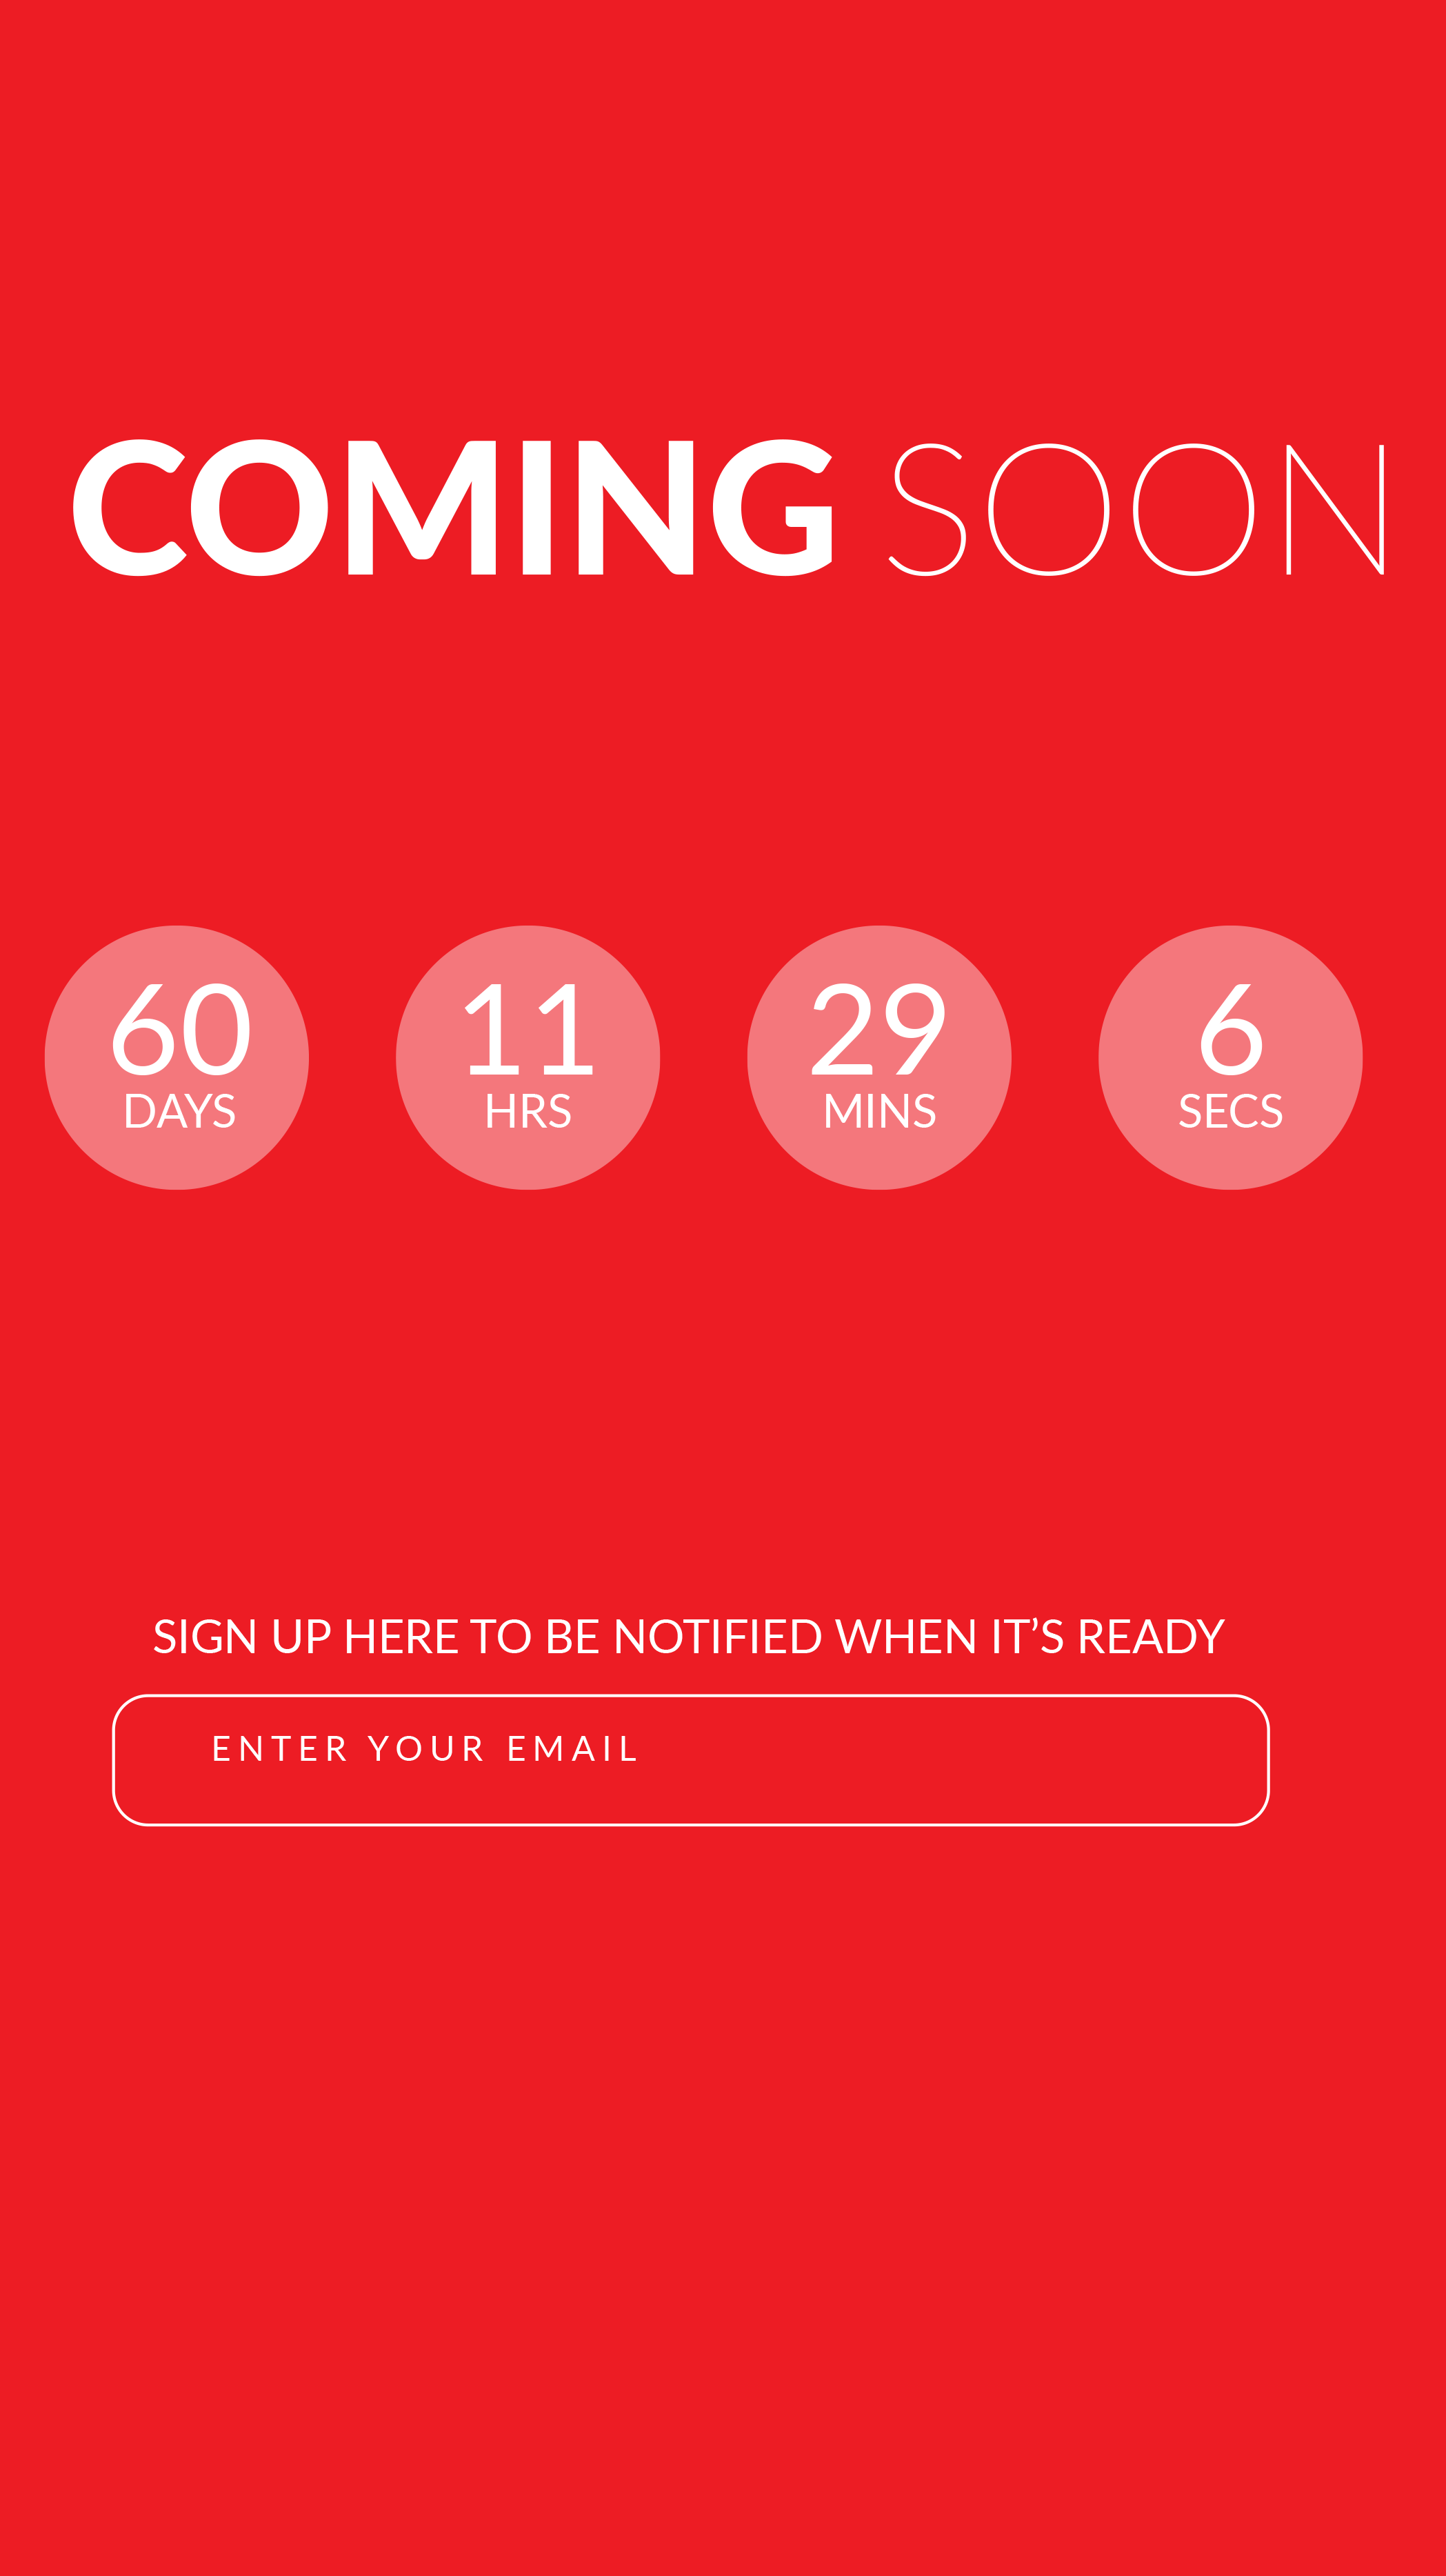 COMING SOON
60 11 29 6
DAYS HRS MINS SECS
SIGN UP HERE TO BE NOTIFIED WHEN IT’S READY
ENTER YOUR EMAIL